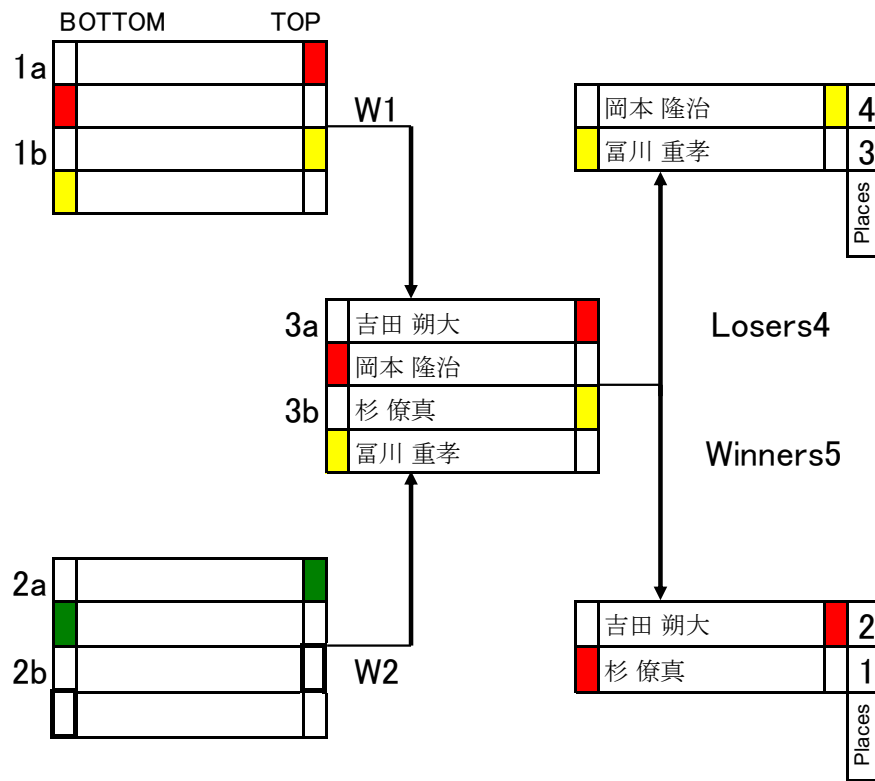 BOTTOM TOP
1a
W1
1b
岡本 隆治 4
冨川 重孝 3
Places
3a 吉田 朔大
岡本 隆治
3b 杉 僚真
冨川 重孝
Losers4
Winners5
2a
2b W2
吉田 朔大 2
杉 僚真 1
Places